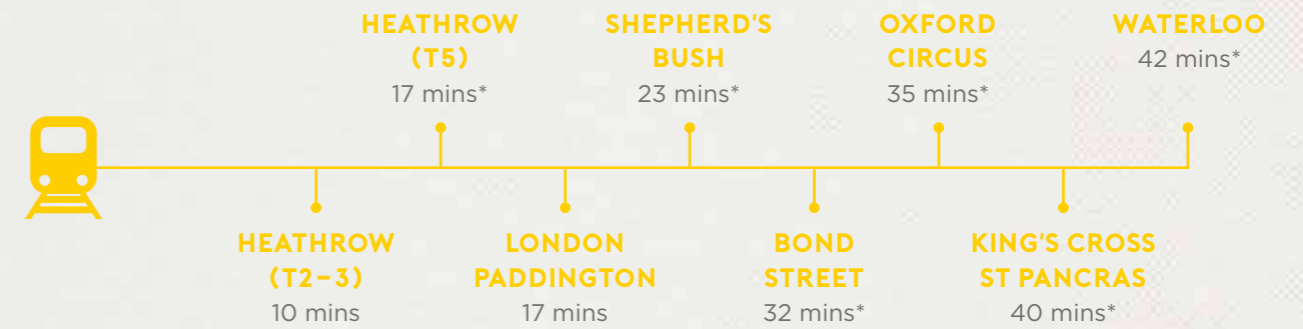 HEATHROW
(T5)
17 mins*
SHEPHERD'S
BUSH
23 mins*
OXFORD
CIRCUS
35 mins*
WATERLOO
42 mins*
HEATHROW
(T2–3)
10 mins
LONDON
PADDINGTON
17 mins
BOND
STREET
32 mins*
KING'S CROSS
ST PANCRAS
40 mins*